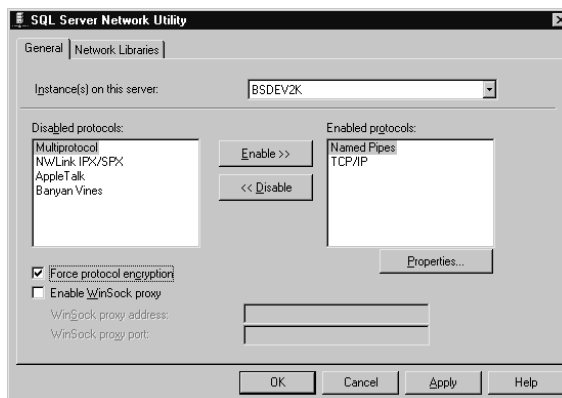 SQL Server Network Utility
General
Network Libraries
Instance(s) on this server:
BSDEV2K
Disabled protocols:
Multiprotocol
NWLink IPX/SPX
AppleTalk
Banyan Vines
Enable >>
<< Disable
Enabled protocols:
Named Pipes
TCP/IP
Properties...
Force protocol encryption
Enable WinSock proxy
WinSock proxy address:
WinSock proxy port:
OK
Cancel
Apply
Help